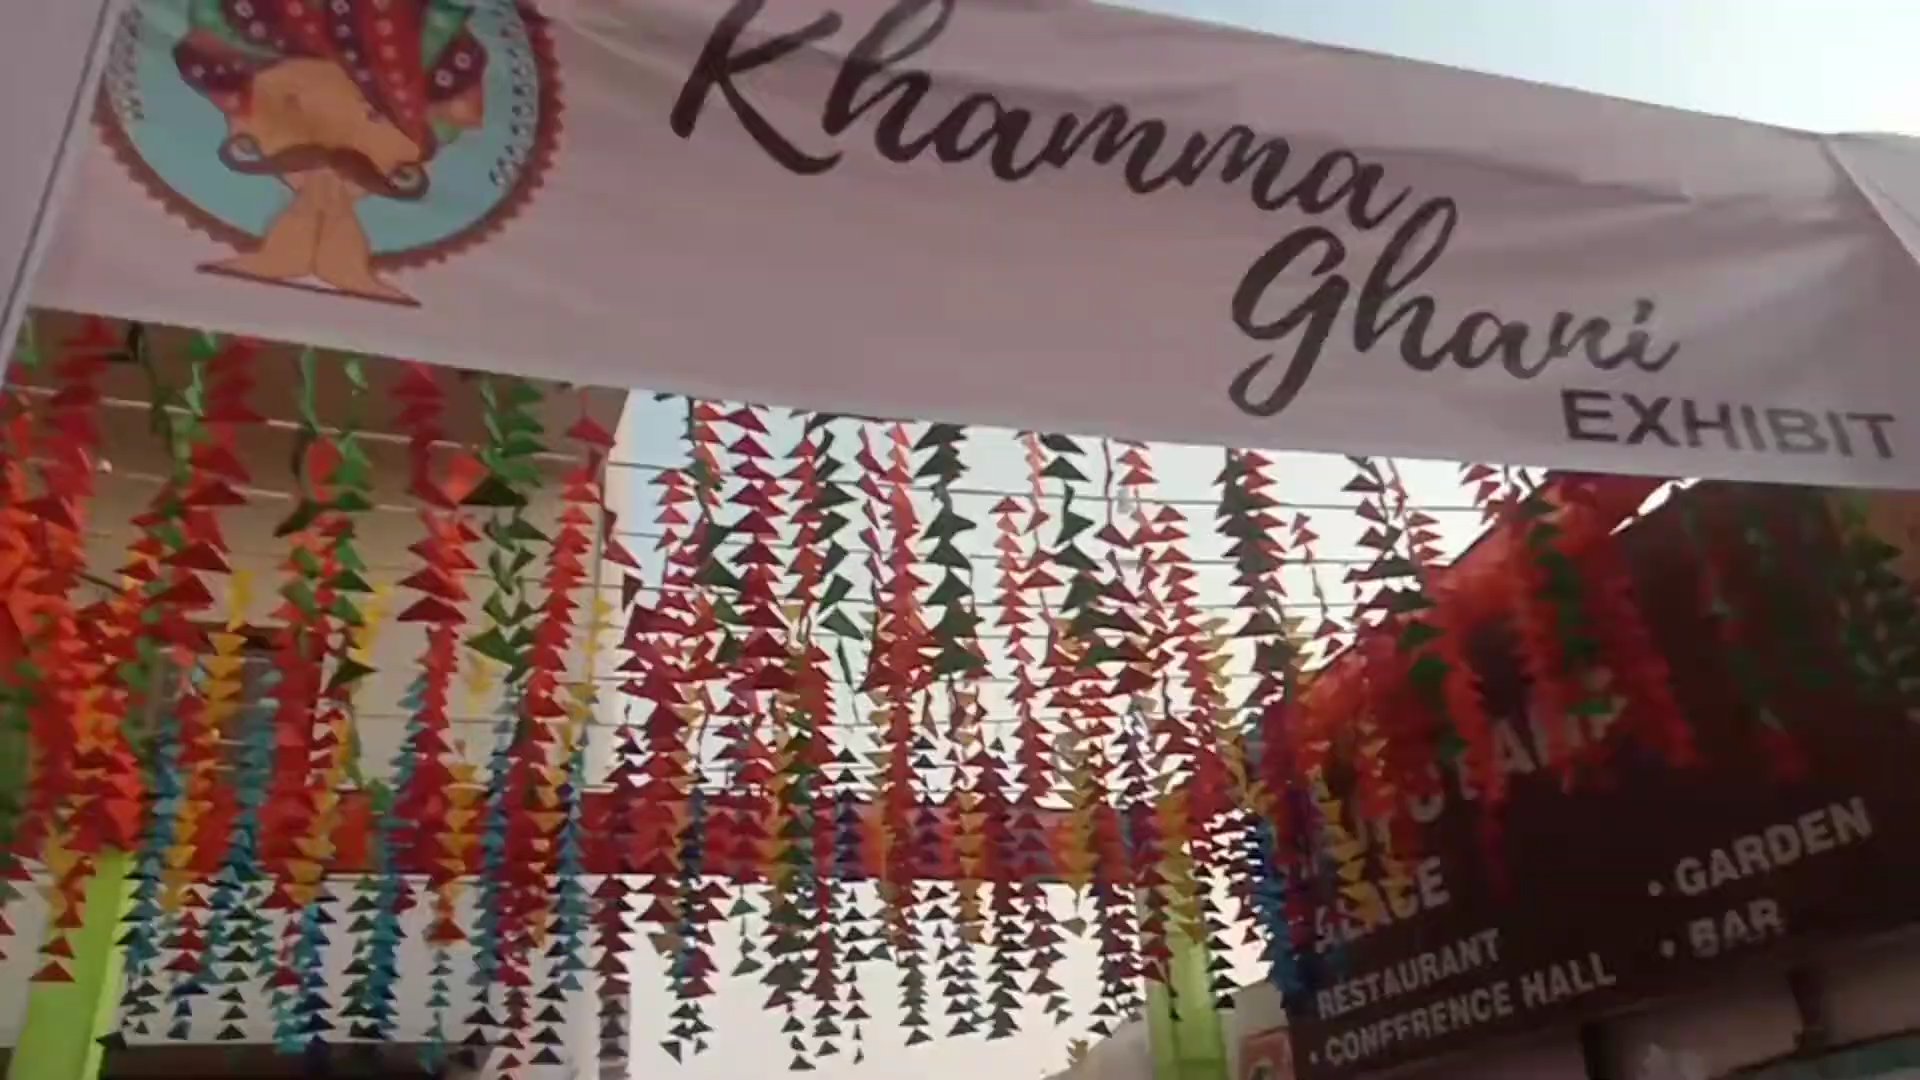 Khamma
Ghani
EXHIBIT
RESTAURANT
• CONFFRENCE HALL
• GARDEN
• BAR